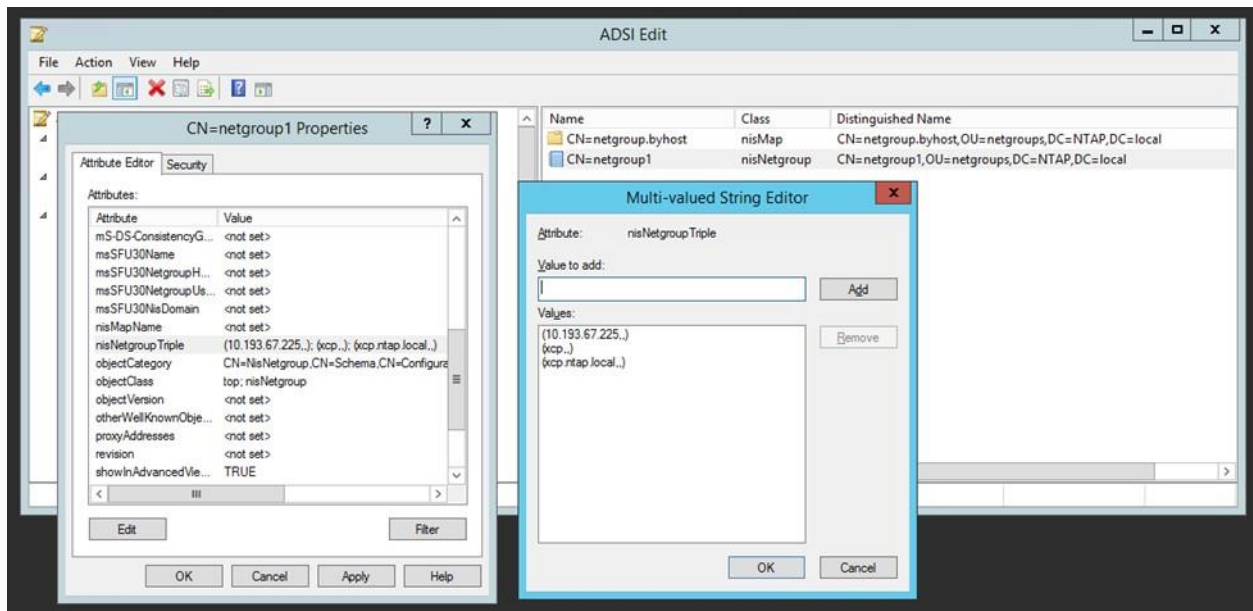 ADSI Edit
File Action View Help
Name Class Distinguished Name
CN=netgroup.byhost nisMap CN=netgroup.byhost,OU=netgroups,DC=NTAP,DC=local
CN=netgroup1 nisNetgroup CN=netgroup1,OU=netgroups,DC=NTAP,DC=local
CN=netgroup1 Properties
Attribute Editor Security
Attributes:
Attribute Value
mS-DS-ConsistencyG... <not set>
msSFU30Name <not set>
msSFU30NetgroupH... <not set>
msSFU30NetgroupUs... <not set>
msSFU30NisDomain <not set>
nisMapName <not set>
nisNetgroupTriple (10.193.67.225,,); (xcp,,); (xcp.ntap.local,,)
objectCategory CN=NisNetgroup,CN=Schema,CN=Configura
objectClass top; nisNetgroup
objectVersion <not set>
otherWellKnownObje... <not set>
proxyAddresses <not set>
revision <not set>
showInAdvancedVie... TRUE
Edit Filter
OK Cancel Apply Help
Multi-valued String Editor
Attribute: nisNetgroupTriple
Value to add:
Add
Values:
(10.193.67.225,,)
(xcp,,)
(xcp.ntap.local,,)
Remove
OK Cancel